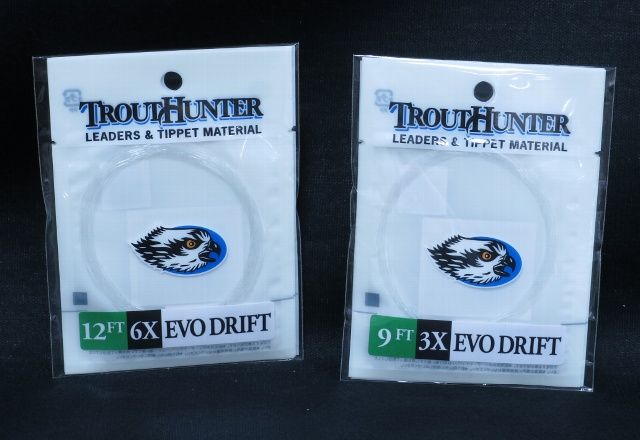 TROUTHUNTER
LEADERS & TIPPET MATERIAL
12FT 6X EVO DRIFT
TROUTHUNTER
LEADERS & TIPPET MATERIAL
9 FT 3X EVO DRIFT